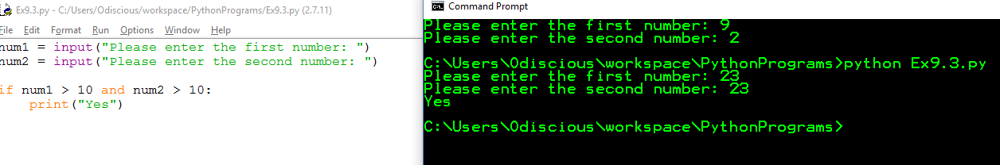 Ex9.3.py - C:/Users/Odiscious/workspace/PythonPrograms/Ex9.3.py (2.7.11)
File Edit Format Run Options Window Help
num1 = input("Please enter the first number: ")
num2 = input("Please enter the second number: ")
if num1 > 10 and num2 > 10:
    print("Yes")
C:\. Command Prompt
Please enter the first number: 9
Please enter the second number: 2
C:\Users\Odiscious\workspace\PythonPrograms>python Ex9.3.py
Please enter the first number: 23
Please enter the second number: 23
Yes
C:\Users\Odiscious\workspace\PythonPrograms>